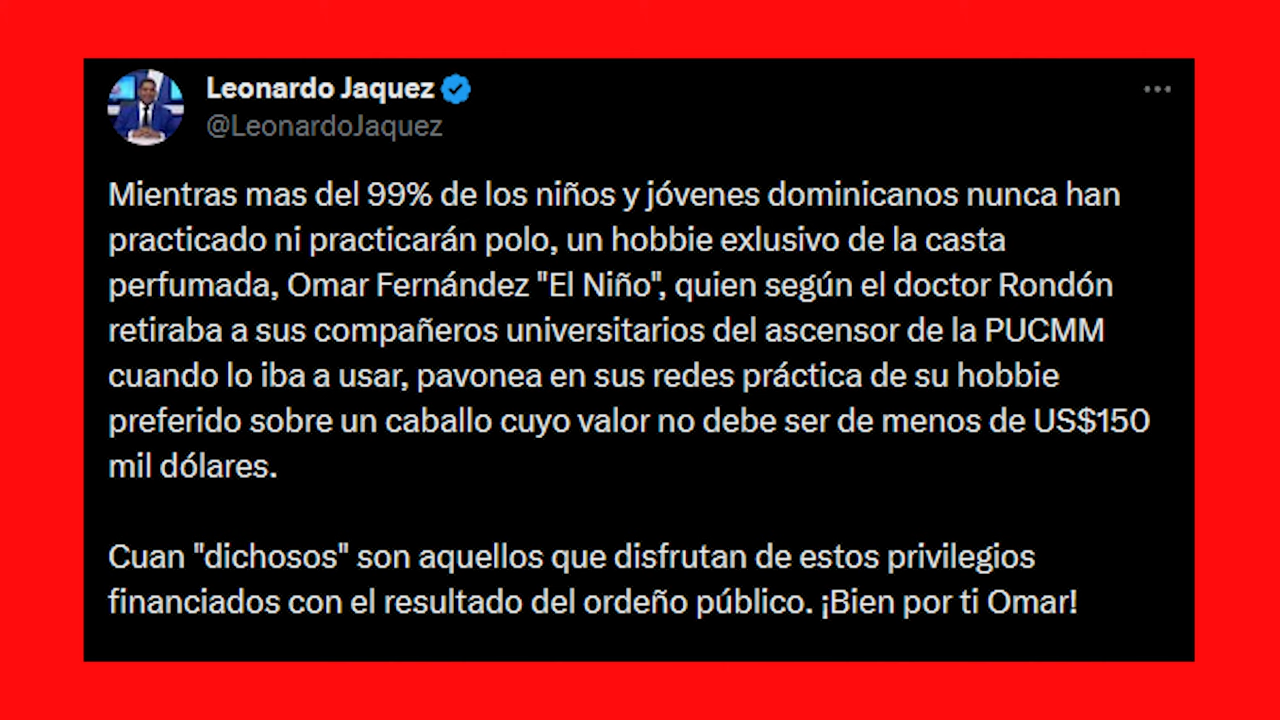 Leonardo Jaquez
@LeonardoJaquez
Mientras mas del 99% de los niños y jóvenes dominicanos nunca han
practicado ni practicarán polo, un hobbie exlusivo de la casta
perfumada, Omar Fernández "El Niño", quien según el doctor Rondón
retiraba a sus compañeros universitarios del ascensor de la PUCMM
cuando lo iba a usar, pavonea en sus redes práctica de su hobbie
preferido sobre un caballo cuyo valor no debe ser de menos de US$150
mil dólares.
Cuan "dichosos" son aquellos que disfrutan de estos privilegios
financiados con el resultado del ordeño público. ¡Bien por ti Omar!